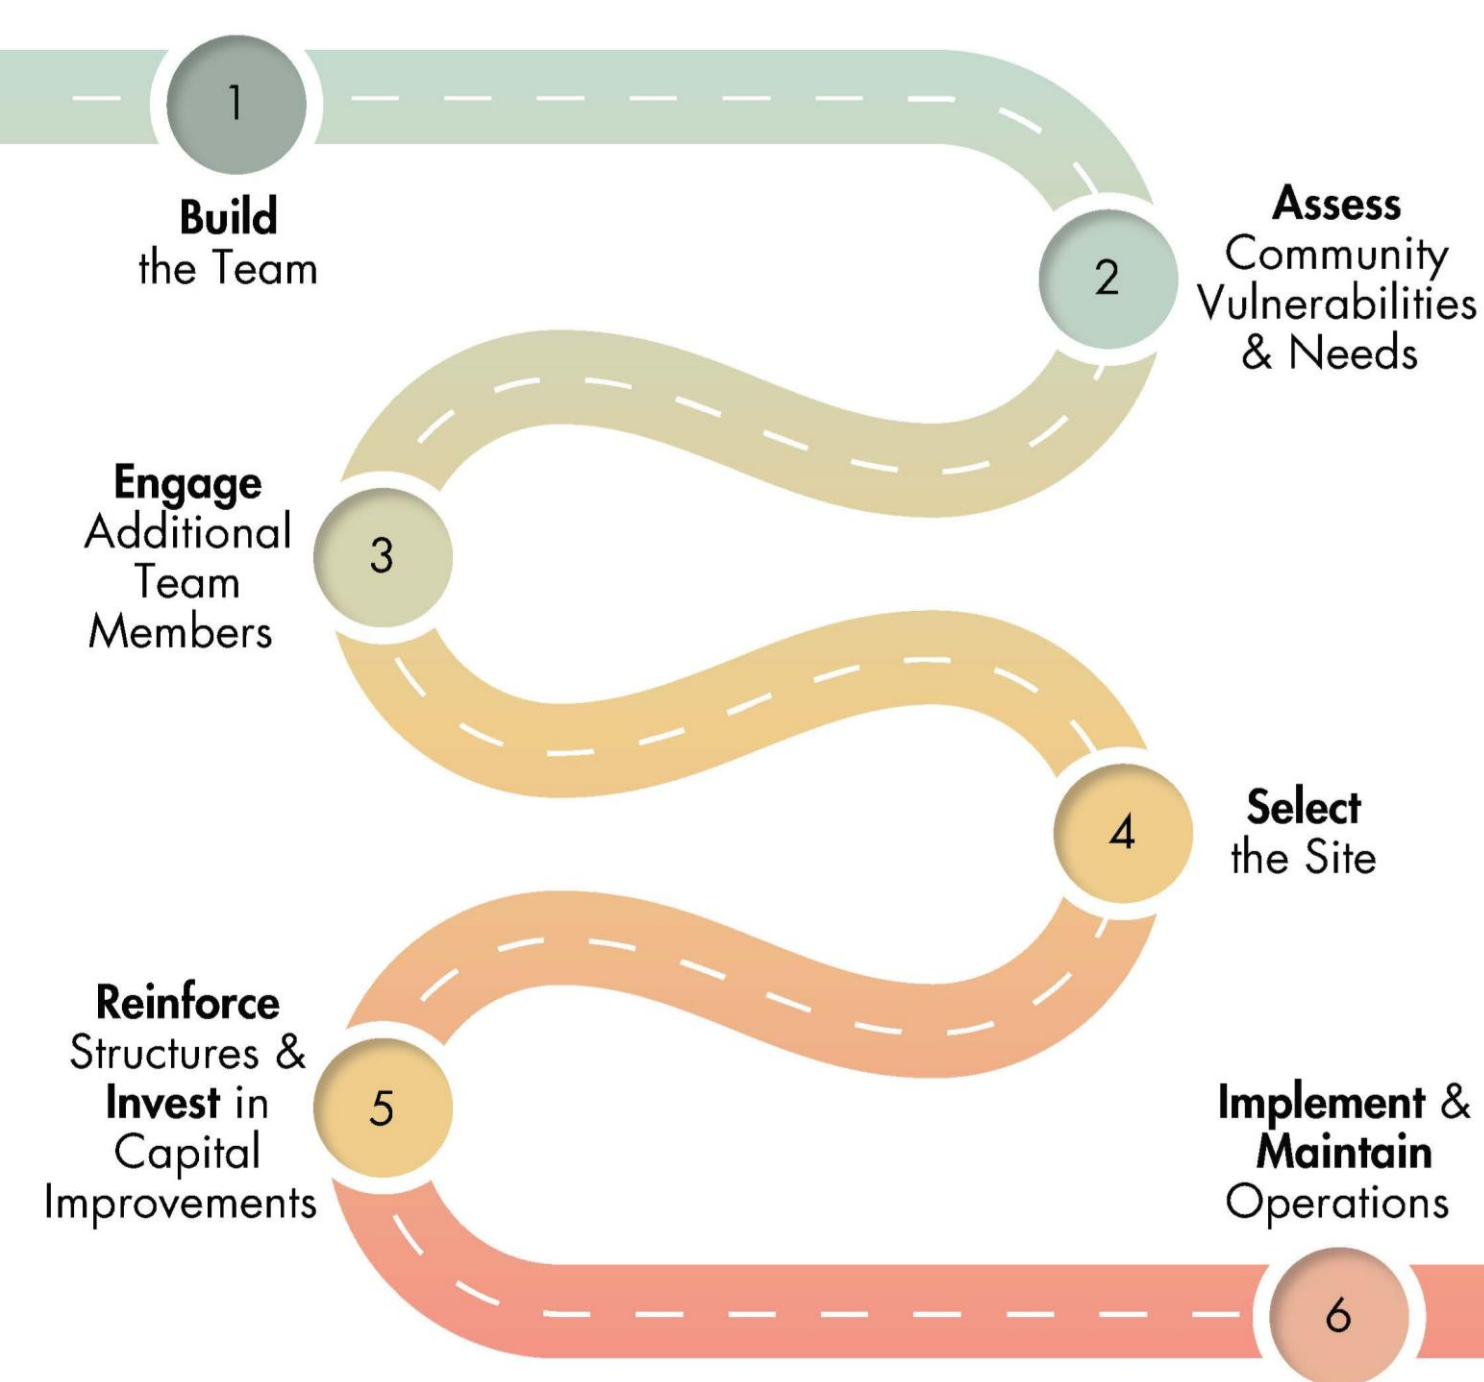 1
Build
the Team
2
Assess
Community
Vulnerabilities
& Needs
3
Engage
Additional
Team
Members
4
Select
the Site
5
Reinforce
Structures &
Invest in
Capital
Improvements
Implement &
Maintain
Operations
6